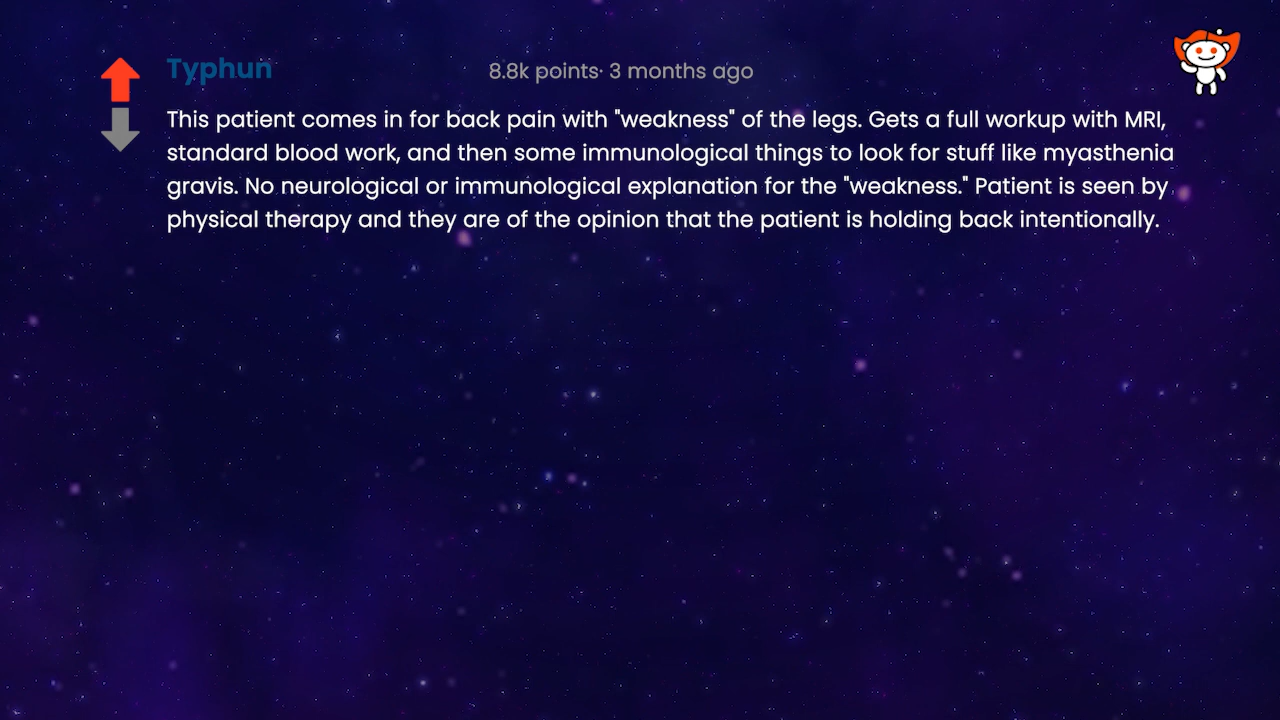 Typhun 8.8k points· 3 months ago
This patient comes in for back pain with "weakness" of the legs. Gets a full workup with MRI,
standard blood work, and then some immunological things to look for stuff like myasthenia
gravis. No neurological or immunological explanation for the "weakness." Patient is seen by
physical therapy and they are of the opinion that the patient is holding back intentionally.